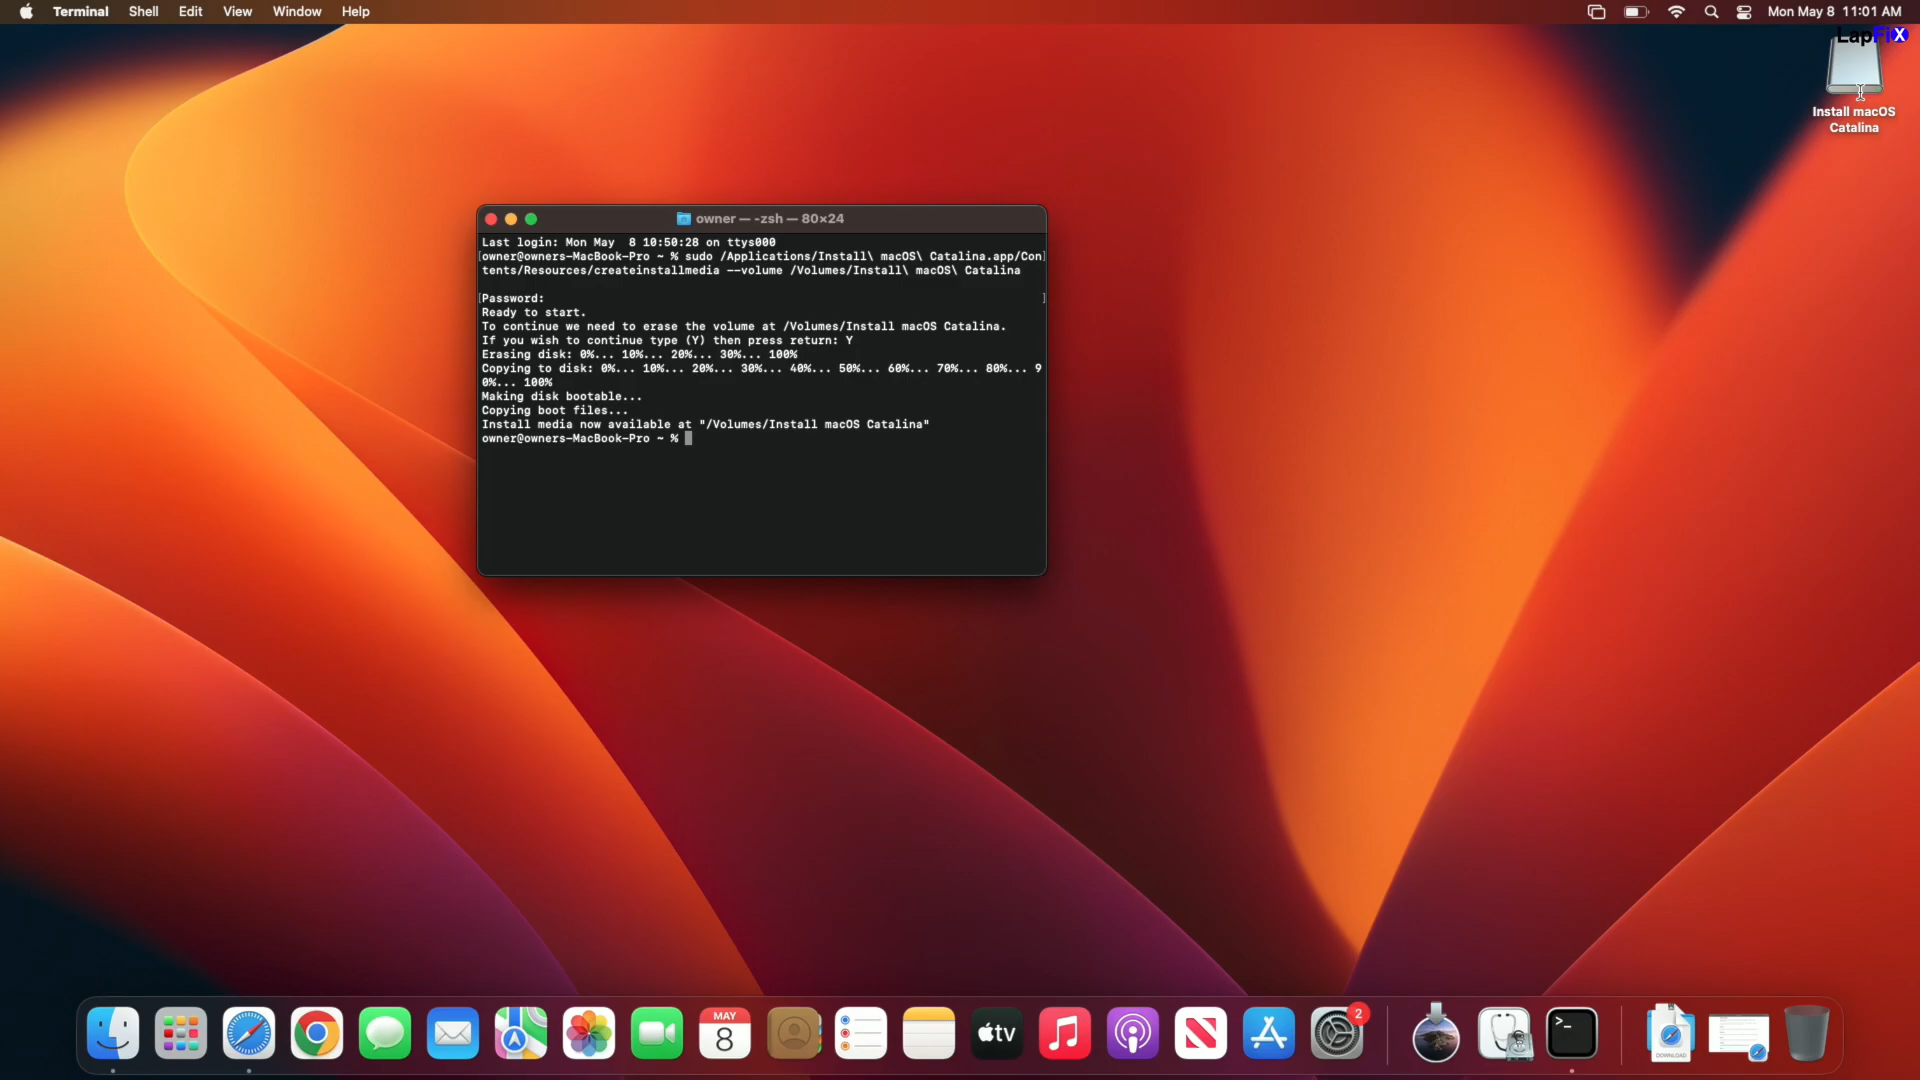 Terminal Shell Edit View Window Help
Mon May 8 11:01 AM
LapFiX
Install macOS
Catalina
owner — -zsh — 80×24
Last login: Mon May  8 10:50:28 on ttys000
[owner@owners-MacBook-Pro ~ % sudo /Applications/Install\ macOS\ Catalina.app/Con]
tents/Resources/createinstallmedia --volume /Volumes/Install\ macOS\ Catalina
[Password: ]
Ready to start.
To continue we need to erase the volume at /Volumes/Install macOS Catalina.
If you wish to continue type (Y) then press return: Y
Erasing disk: 0%... 10%... 20%... 30%... 100%
Copying to disk: 0%... 10%... 20%... 30%... 40%... 50%... 60%... 70%... 80%... 9
0%... 100%
Making disk bootable...
Copying boot files...
Install media now available at "/Volumes/Install macOS Catalina"
owner@owners-MacBook-Pro ~ %
MAY
8
tv
2
>_
DOWNLOAD